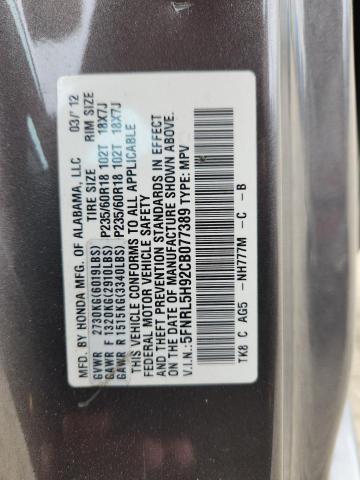 MFD. BY HONDA MFG. OF ALABAMA, LLC 03/'12
TIRE SIZE RIM SIZE
GVWR 2730KG(6019LBS)
GAWR F 1320KG(2910LBS) P235/60R18 102T 18X7J
GAWR R 1515KG(3340LBS) P235/60R18 102T 18X7J
THIS VEHICLE CONFORMS TO ALL APPLICABLE
FEDERAL MOTOR VEHICLE SAFETY
AND THEFT PREVENTION STANDARDS IN EFFECT
ON THE DATE OF MANUFACTURE SHOWN ABOVE.
V.I.N.:5FNRL5H92CB077389 TYPE: MPV
TK8 C AG5 -NH777M - C - B